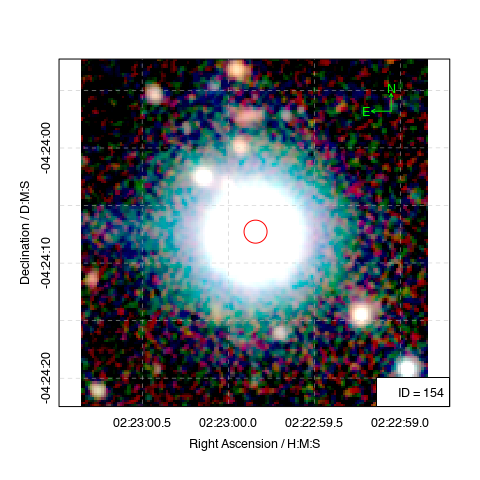 N
E
Declination / D:M:S
-04:24:00
-04:24:10
-04:24:20
ID = 154
02:23:00.5 02:23:00.0 02:22:59.5 02:22:59.0
Right Ascension / H:M:S